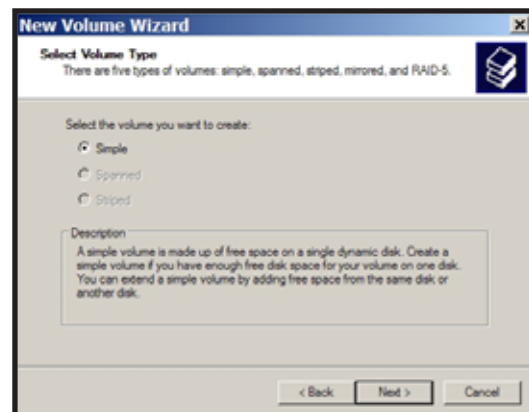 New Volume Wizard
Select Volume Type
There are five types of volumes: simple, spanned, striped, mirrored, and RAID-5.
Select the volume you want to create:
Simple
Spanned
Striped
Description
A simple volume is made up of free space on a single dynamic disk. Create a
simple volume if you have enough free disk space for your volume on one disk.
You can extend a simple volume by adding free space from the same disk or
another disk.
< Back
Next >
Cancel